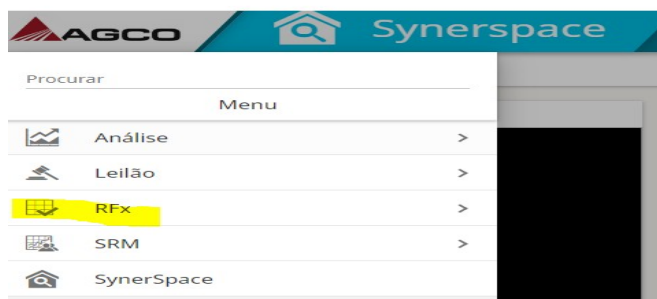 AGCO Synerspace
Procurar
Menu
Análise >
Leilão >
RFx >
SRM >
SynerSpace